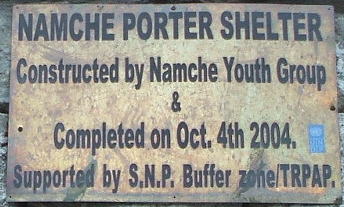 NAMCHE PORTER SHELTER
Constructed by Namche Youth Group
&
Completed on Oct. 4th 2004.
Supported by S.N.P. Buffer zone/TRPAP.